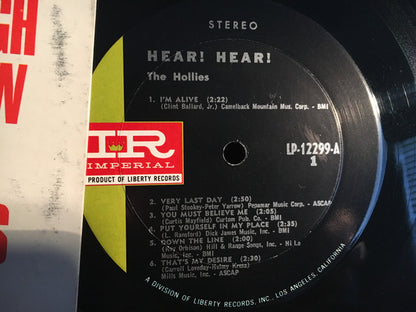 GH
W
S
STEREO
HEAR! HEAR!
The Hollies
1. I'M ALIVE (2:22)
(Clint Ballard, Jr.) Camelback Mountain Mus. Corp. - BMI
IR
IMPERIAL
PRODUCT OF LIBERTY RECORDS
LP-12299-A
1
2. VERY LAST DAY (2:50)
(Paul Stookey-Peter Yarrow) Pepamar Music Corp. - ASCAP
3. YOU MUST BELIEVE ME (2:05)
(Curtis Mayfield) Curtom Pub. Co. - BMI
4. PUT YOURSELF IN MY PLACE (2:35)
(L. Ransford) Dick James Music, Inc. - BMI
5. DOWN THE LINE (2:00)
(Roy Orbison) Hill & Range Songs, Inc. - Hi Lo
Music, Inc. - BMI
6. THAT'S MY DESIRE (2:30)
(Carroll Loveday-Helmy Kresa)
Mills Music, Inc. - ASCAP
A DIVISION OF LIBERTY RECORDS, INC., LOS ANGELES, CALIFORNIA